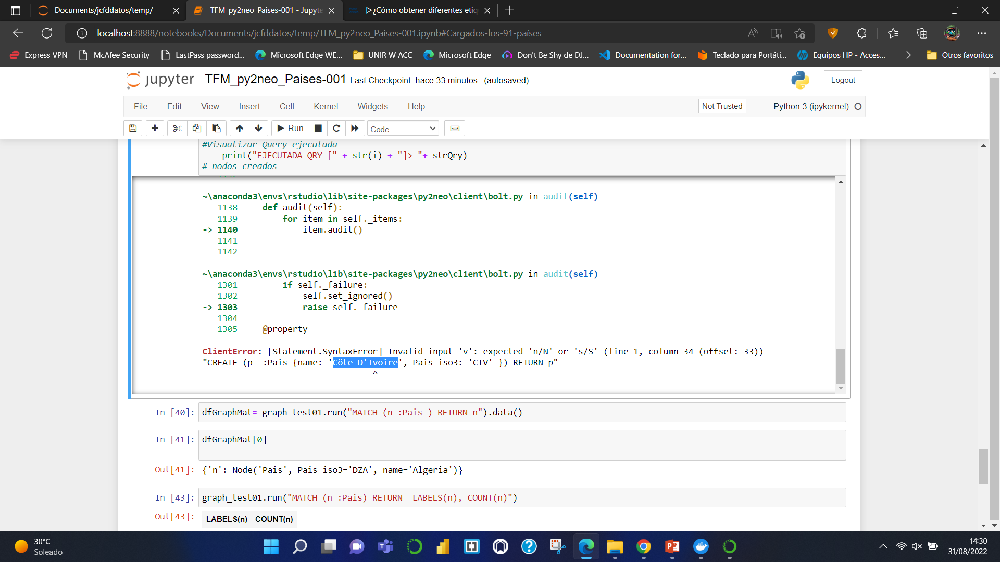 Documents/jcfddatos/temp/
TFM_py2neo_Paises-001 - Jupyte
▷¿Cómo obtener diferentes etiq
localhost:8888/notebooks/Documents/jcfddatos/temp/TFM_py2neo_Paises-001.ipynb#Cargados-los-91-países
Express VPN
McAfee Security
LastPass password...
Microsoft Edge WE...
UNIR W ACC
Microsoft Edge
Don't Be Shy de DJ...
Documentation for...
Teclado para Portáti...
Equipos HP - Acces...
Otros favoritos
jupyter TFM_py2neo_Paises-001 Last Checkpoint: hace 33 minutos (autosaved)
Logout
File Edit View Insert Cell Kernel Widgets Help
Not Trusted
Python 3 (ipykernel)
Run
Code
#Visualizar Query ejecutada
print("EJECUTADA QRY [" + str(i) + "]> "+ strQry)
# nodos creados
1142
~\anaconda3\envs\rstudio\lib\site-packages\py2neo\client\bolt.py in audit(self)
1138 def audit(self):
1139 for item in self._items:
-> 1140 item.audit()
1141
1142
~\anaconda3\envs\rstudio\lib\site-packages\py2neo\client\bolt.py in audit(self)
1301 if self._failure:
1302 self.set_ignored()
-> 1303 raise self._failure
1304
1305 @property
ClientError: [Statement.SyntaxError] Invalid input 'v': expected 'n/N' or 's/S' (line 1, column 34 (offset: 33))
"CREATE (p  :Pais {name: 'Côte D'Ivoire', Pais_iso3: 'CIV' }) RETURN p"
^
In [40]: dfGraphMat= graph_test01.run("MATCH (n :Pais ) RETURN n").data()
In [41]: dfGraphMat[0]
Out[41]: {'n': Node('Pais', Pais_iso3='DZA', name='Algeria')}
In [43]: graph_test01.run("MATCH (n :Pais) RETURN  LABELS(n), COUNT(n)")
Out[43]: LABELS(n) COUNT(n)
30°C
Soleado
14:30
31/08/2022